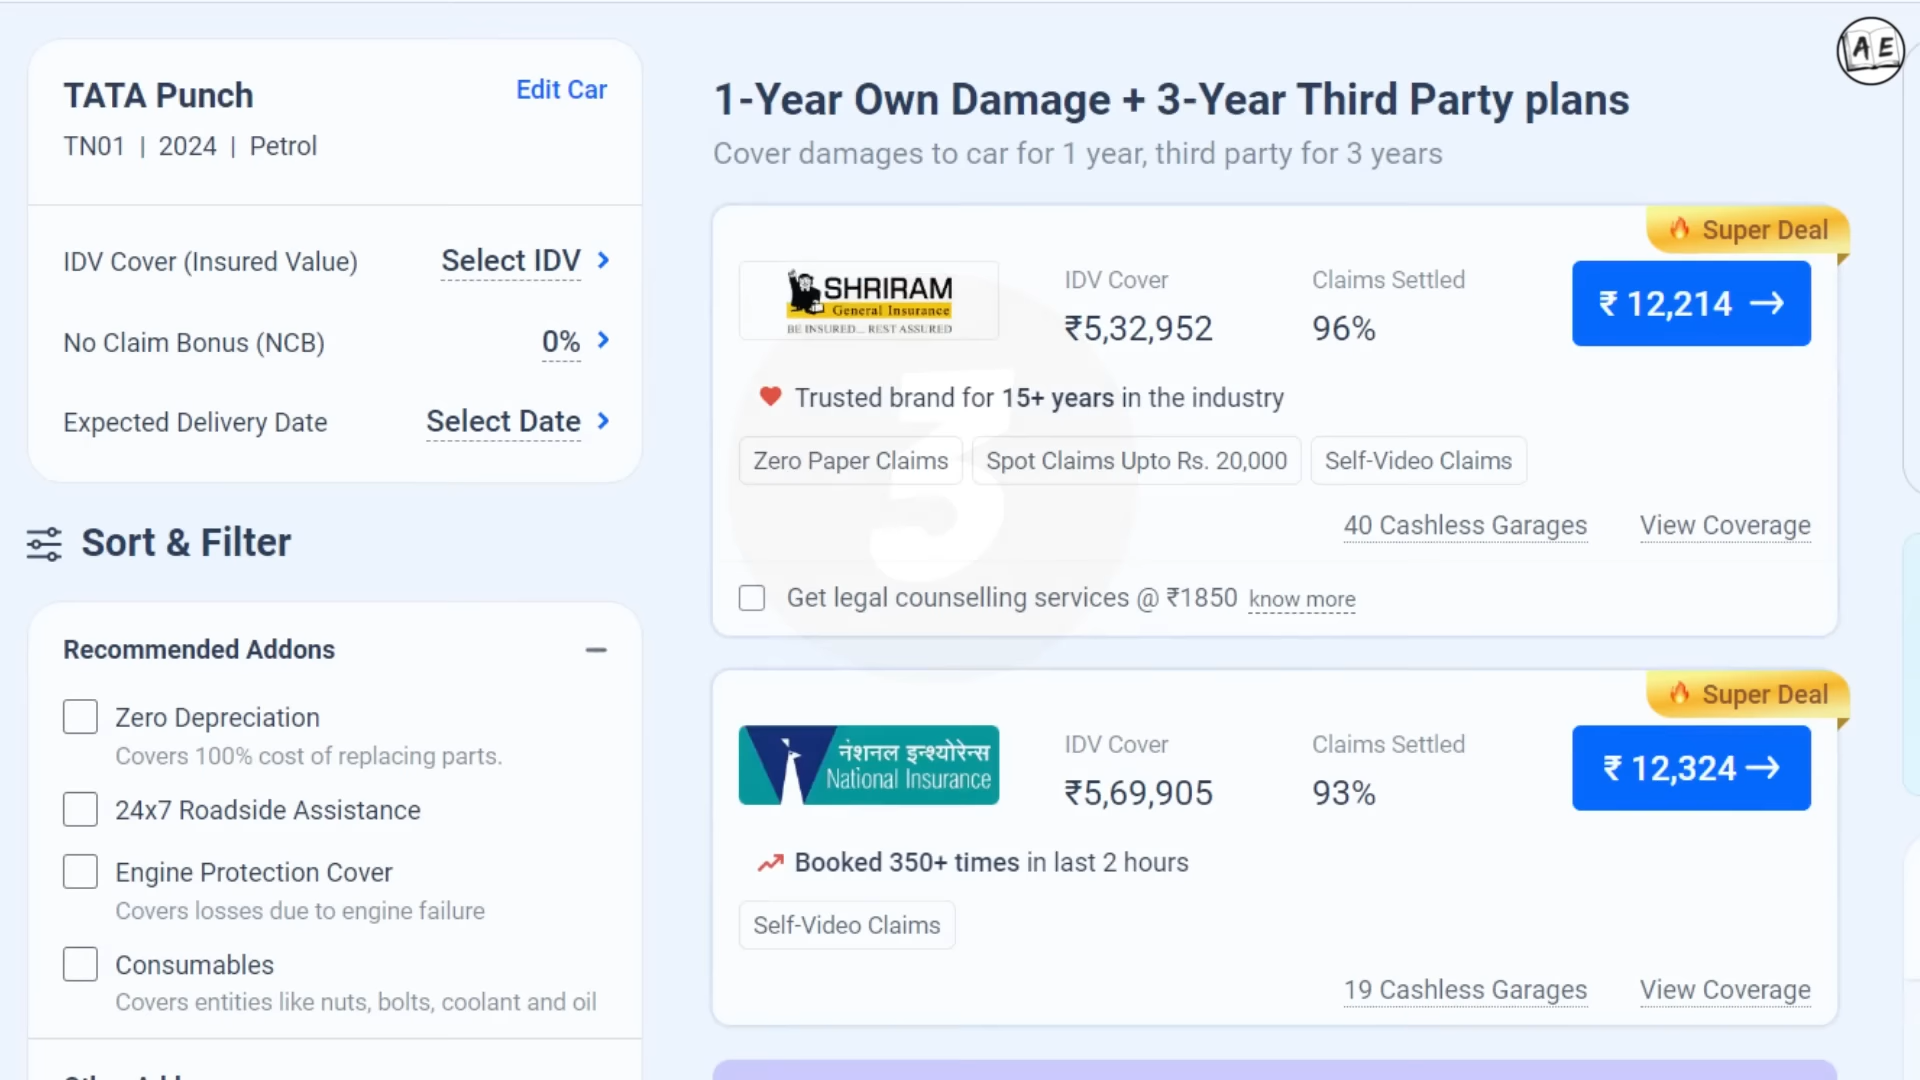 TATA Punch
Edit Car
TN01 | 2024 | Petrol
IDV Cover (Insured Value)
Select IDV
No Claim Bonus (NCB)
0%
Expected Delivery Date
Select Date
Sort & Filter
Recommended Addons
Zero Depreciation
Covers 100% cost of replacing parts.
24x7 Roadside Assistance
Engine Protection Cover
Covers losses due to engine failure
Consumables
Covers entities like nuts, bolts, coolant and oil
AE
1-Year Own Damage + 3-Year Third Party plans
Cover damages to car for 1 year, third party for 3 years
Super Deal
SHRIRAM
General Insurance
BE INSURED... REST ASSURED
IDV Cover
₹5,32,952
Claims Settled
96%
₹ 12,214 →
Trusted brand for 15+ years in the industry
Zero Paper Claims
Spot Claims Upto Rs. 20,000
Self-Video Claims
3
40 Cashless Garages
View Coverage
Get legal counselling services @ ₹1850 know more
Super Deal
नेशनल इन्श्योरेन्स
National Insurance
IDV Cover
₹5,69,905
Claims Settled
93%
₹ 12,324 →
Booked 350+ times in last 2 hours
Self-Video Claims
19 Cashless Garages
View Coverage